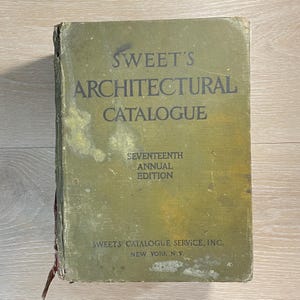 SWEET'S
ARCHITECTURAL
CATALOGUE
SEVENTEENTH
ANNUAL
EDITION
SWEET'S CATALOGUE SERVICE, INC.
NEW YORK, N.Y.